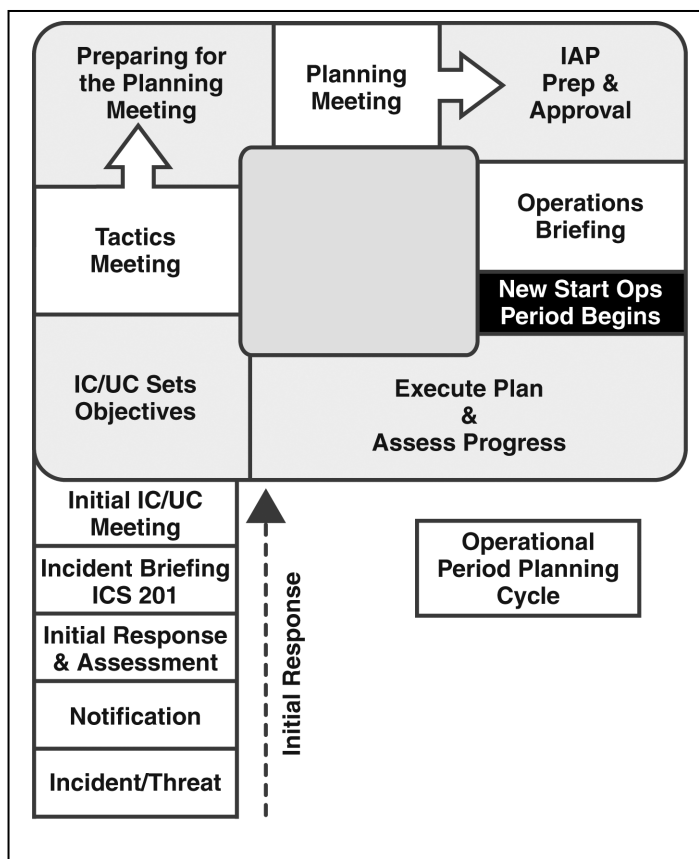 Preparing for
the Planning
Meeting
Planning
Meeting
IAP
Prep &
Approval
Tactics
Meeting
Operations
Briefing
New Start Ops
Period Begins
IC/UC Sets
Objectives
Execute Plan
&
Assess Progress
Initial IC/UC
Meeting
Incident Briefing
ICS 201
Initial Response
& Assessment
Notification
Incident/Threat
Initial Response
Operational
Period Planning
Cycle